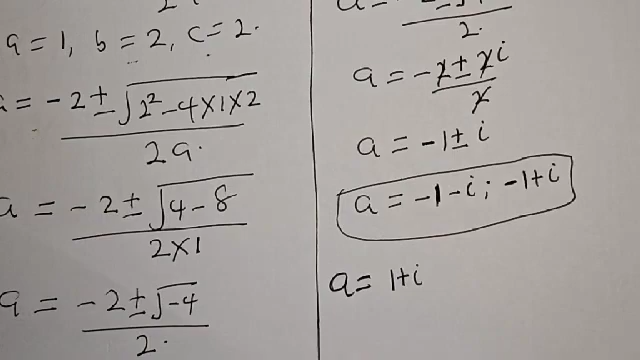 a = 1, b = 2, c = 2.
a = -2 ± √2² - 4×1×2
2a.
a = -2 ± √4 - 8
2×1
a = -2 ± √-4
2.
2.
a = -2 ± 2i
2
a = -1 ± i
a = -1 - i ; -1 + i
a = 1+i